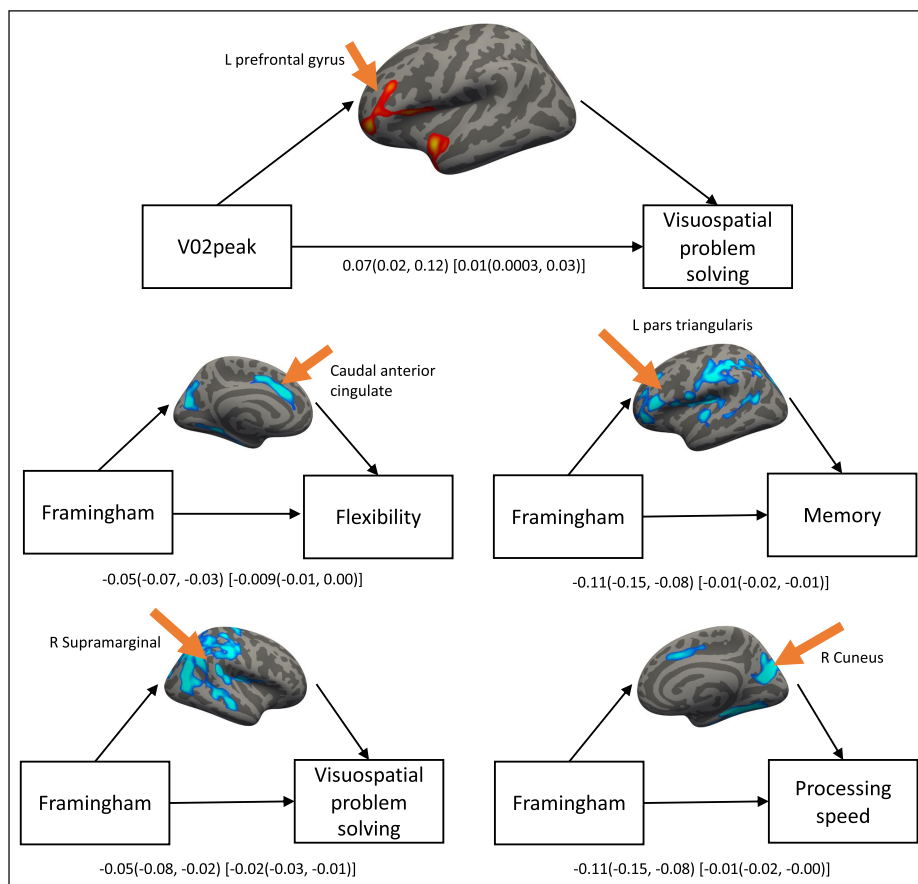 L prefrontal gyrus
V02peak
Visuospatial
problem
solving
0.07(0.02, 0.12) [0.01(0.0003, 0.03)]
Caudal anterior
cingulate
Framingham
Flexibility
-0.05(-0.07, -0.03) [-0.009(-0.01, 0.00)]
L pars triangularis
Framingham
Memory
-0.11(-0.15, -0.08) [-0.01(-0.02, -0.01)]
R Supramarginal
Framingham
Visuospatial
problem
solving
-0.05(-0.08, -0.02) [-0.02(-0.03, -0.01)]
R Cuneus
Framingham
Processing
speed
-0.11(-0.15, -0.08) [-0.01(-0.02, -0.00)]